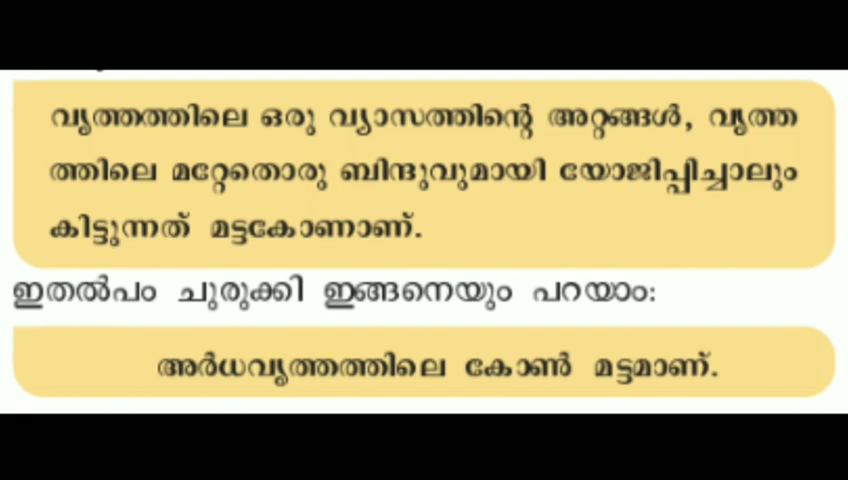 വൃത്തത്തിലെ ഒരു വ്യാസത്തിന്റെ അറ്റങ്ങൾ, വൃത്ത
ത്തിലെ മറ്റേതൊരു ബിന്ദുവുമായി യോജിപ്പിച്ചാലും
കിട്ടുന്നത് മട്ടകോണാണ്.
ഇതൽപം ചുരുക്കി ഇങ്ങനെയും പറയാം:
അർധവൃത്തത്തിലെ കോൺ മട്ടമാണ്.